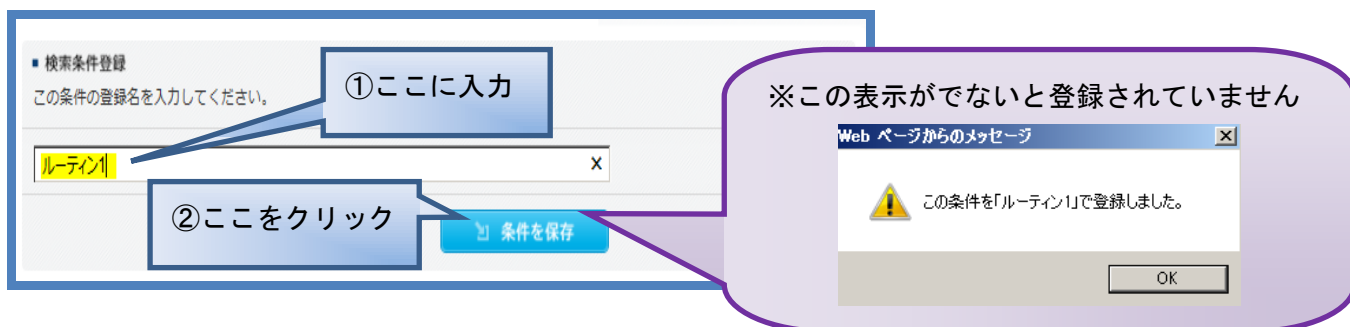 ▪ 検索条件登録
この条件の登録名を入力してください。
①ここに入力
ルーティン1
x
②ここをクリック
条件を保存
※この表示がでないと登録されていません
Web ページからのメッセージ
この条件を「ルーティン1」で登録しました。
OK